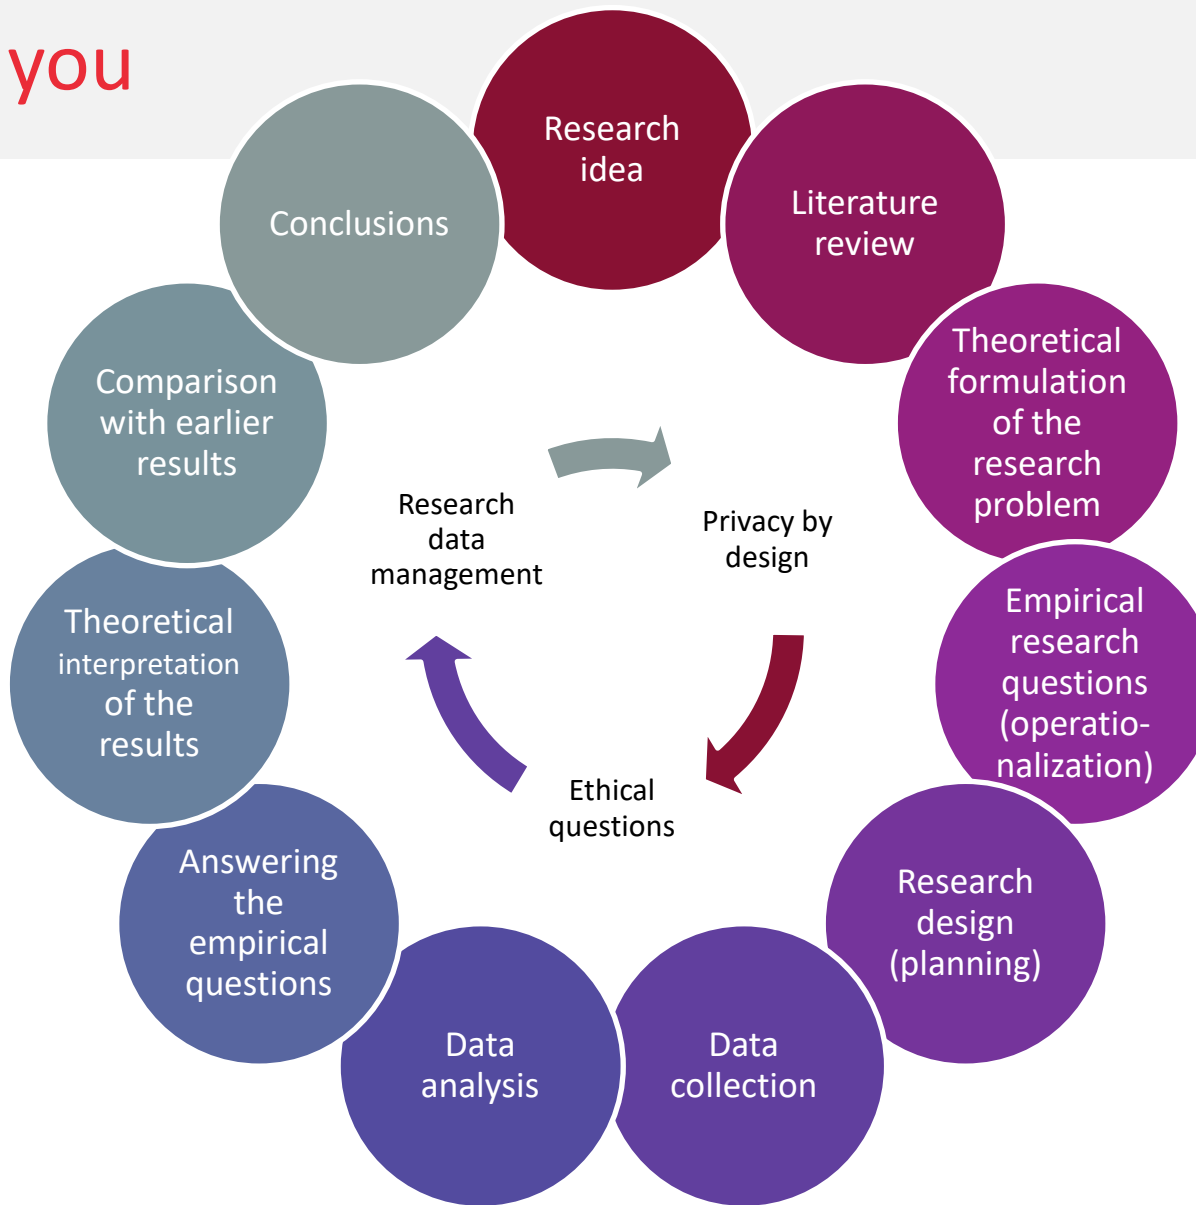 you
Research
idea
Literature
review
Theoretical
formulation
of the
research
problem
Empirical
research
questions
(operatio-
nalization)
Research
design
(planning)
Data
collection
Data
analysis
Answering
the
empirical
questions
Theoretical
interpretation
of the
results
Comparison
with earlier
results
Conclusions
Privacy by
design
Ethical
questions
Research
data
management